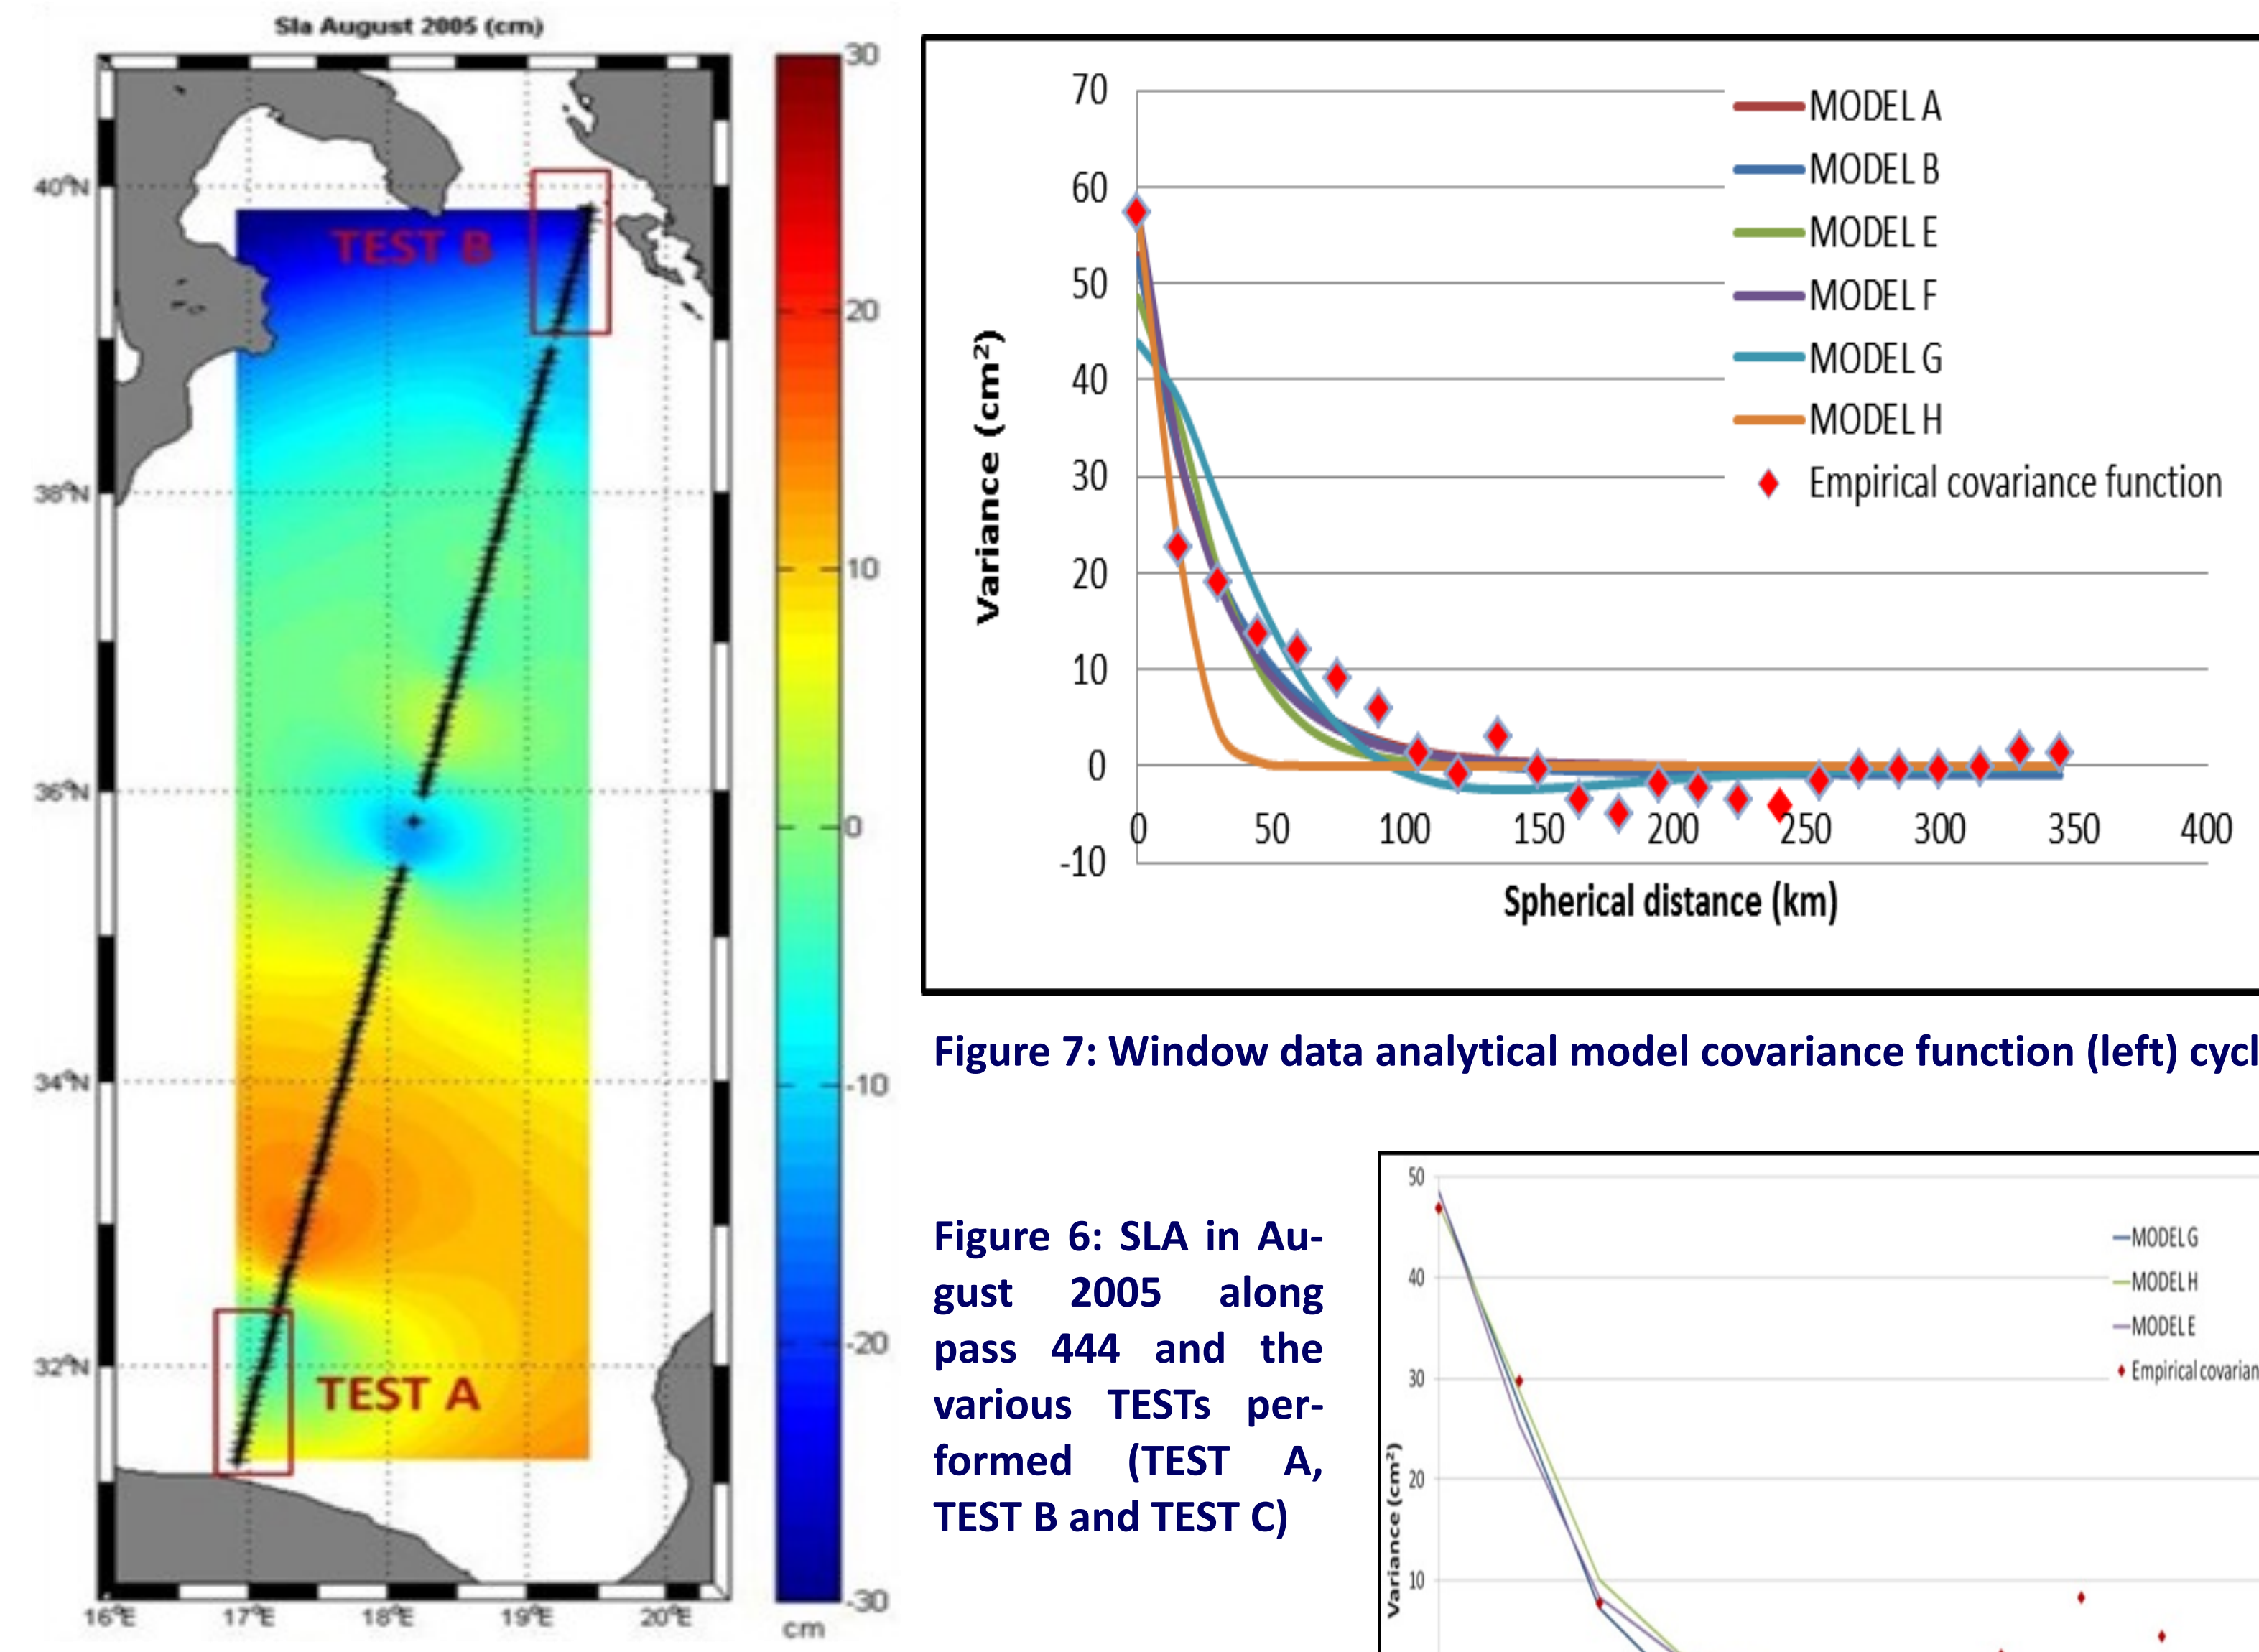 Sla August 2005 (cm)
40°N
38°N
36°N
34°N
32°N
16°E
17°E
18°E
19°E
20°E
TEST B
TEST A
30
20
10
0
-10
-20
-30
cm
70
60
50
40
30
20
10
0
-10
Variance (cm²)
0
50
100
150
200
250
300
350
400
Spherical distance (km)
MODEL A
MODEL B
MODEL E
MODEL F
MODEL G
MODEL H
Empirical covariance function
Figure 7: Window data analytical model covariance function (left) cycl
Figure 6: SLA in Au-
gust 2005 along
pass 444 and the
various TESTs per-
formed (TEST A,
TEST B and TEST C)
50
40
30
20
10
Variance (cm²)
MODEL G
MODEL H
MODEL E
Empirical covarian